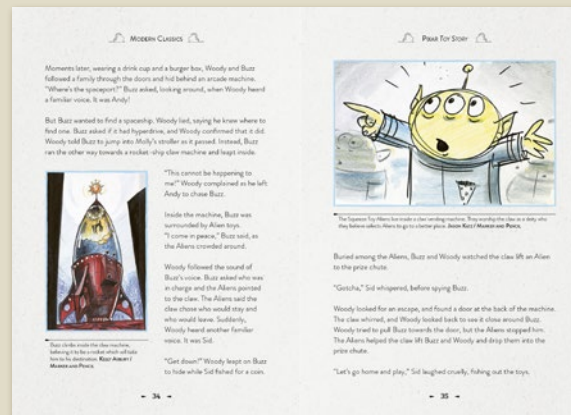 MODERN CLASSICS
Moments later, wearing a drink cup and a burger box, Woody and Buzz
followed a family through the doors and hid behind an arcade machine.
"Where's the spaceport?" Buzz asked, looking around, when Woody heard
a familiar voice. It was Andy!
But Buzz wanted to find a spaceship. Woody lied, saying he knew where to
find one. Buzz asked if it had hyperdrive, and Woody confirmed that it did.
Woody told Buzz to jump into Molly's stroller as it passed. Instead, Buzz
ran the other way towards a rocket-ship claw machine and leapt inside.
"This cannot be happening to
me!" Woody complained as he left
Andy to chase Buzz.
Inside the machine, Buzz was
surrounded by Alien toys.
"I come in peace," Buzz said, as
the Aliens crowded around.
Woody followed the sound of
Buzz's voice. Buzz asked who was
in charge and the Aliens pointed
to the claw. The Aliens said the
claw chose who would stay and
who would leave. Suddenly,
Woody heard another familiar
voice. It was Sid.
"Get down!" Woody leapt on Buzz
to hide while Sid fished for a coin.
Buzz climbs inside the claw machine,
believing it to be a rocket which will take
him to his destination. KELLY ASBURY /
MARKER AND PENCIL
34
PIXAR TOY STORY
The Squeeze Toy Aliens live inside a claw vending machine. They worship the claw as a deity who
they believe selects Aliens to go to a better place. JASON KATZ / MARKER AND PENCIL
Buried among the Aliens, Buzz and Woody watched the claw lift an Alien
to the prize chute.
"Gotcha," Sid whispered, before spying Buzz.
Woody looked for an escape, and found a door at the back of the machine.
The claw whirred, and Woody looked back to see it close around Buzz.
Woody tried to pull Buzz towards the door, but the Aliens stopped him.
The Aliens helped the claw lift Buzz and Woody and drop them into the
prize chute.
"Let's go home and play," Sid laughed cruelly, fishing out the toys.
35